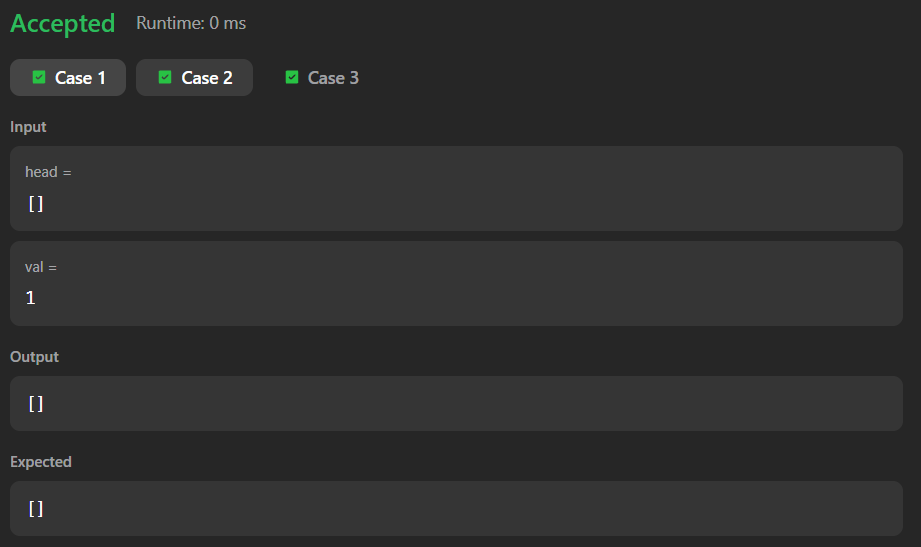 Accepted Runtime: 0 ms
Case 1 Case 2 Case 3
Input
head =
[]
val =
1
Output
[]
Expected
[]